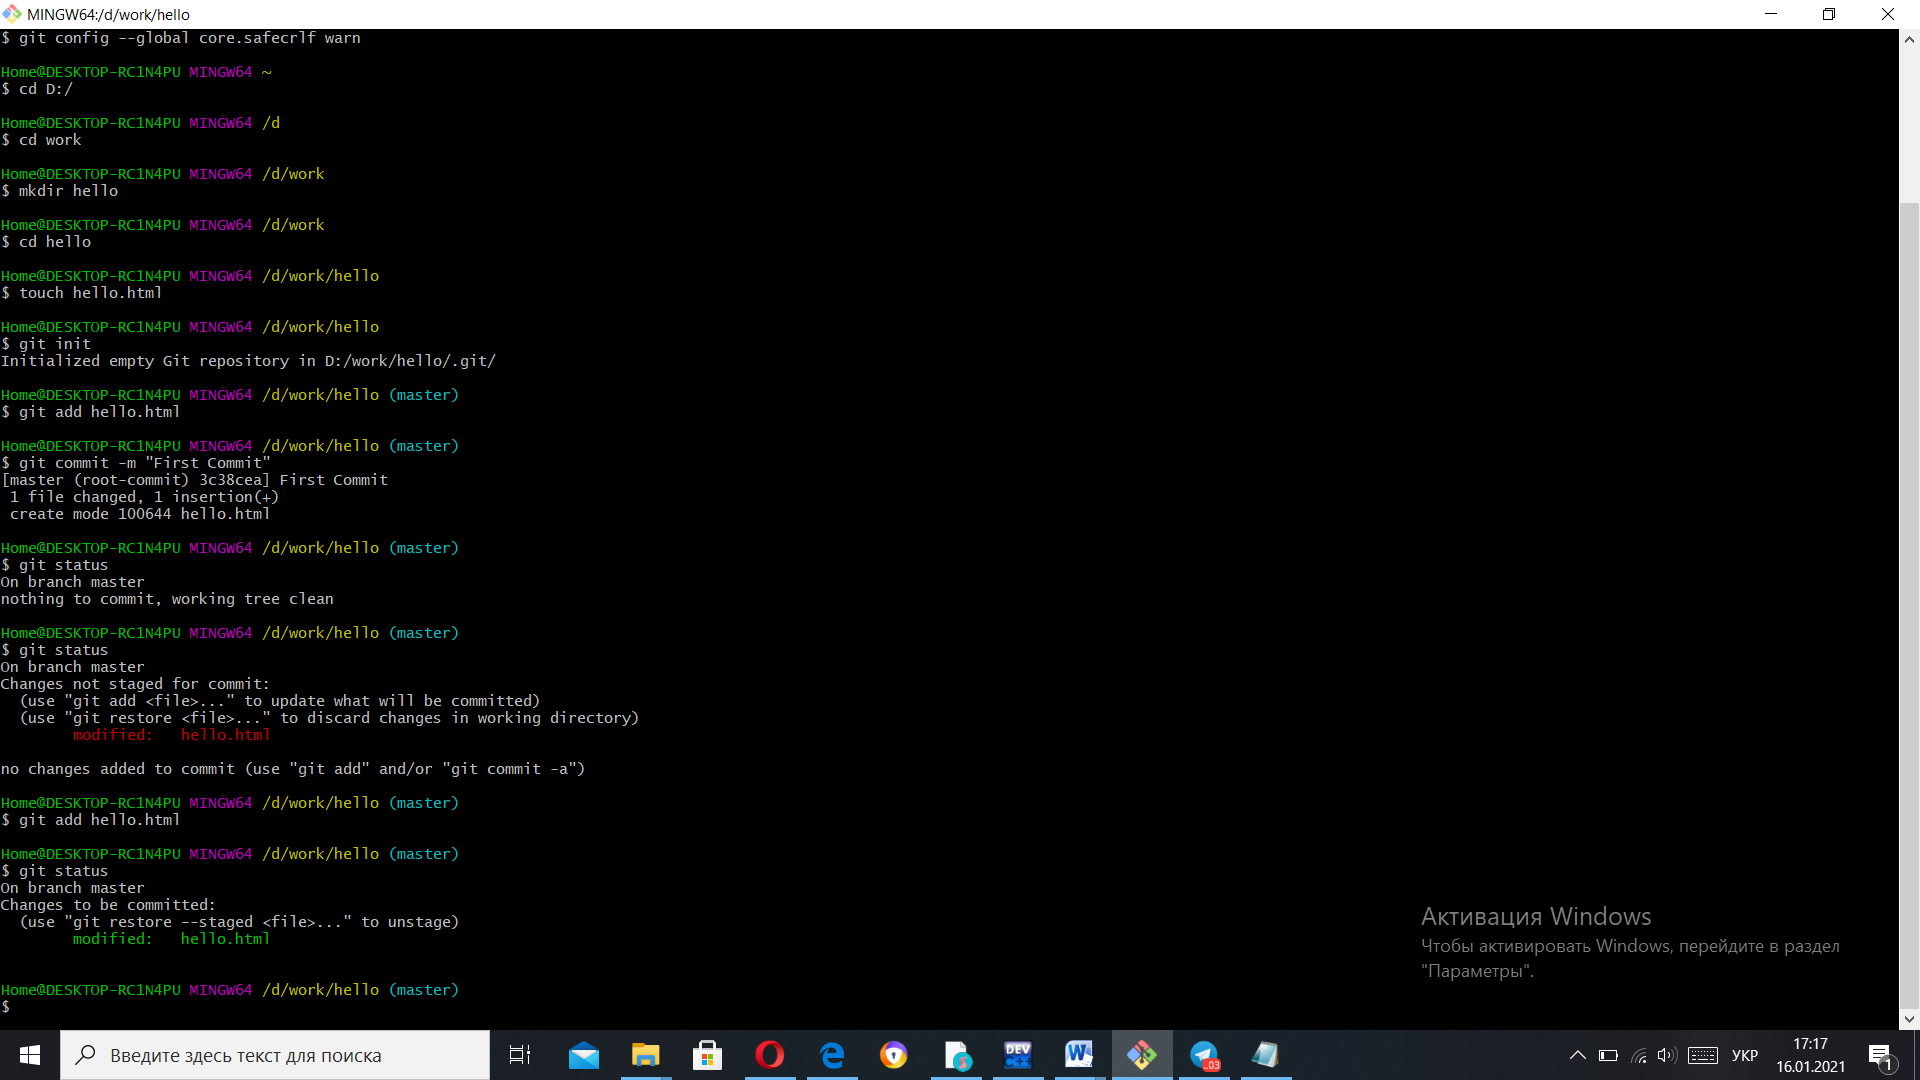 MINGW64:/d/work/hello
$ git config --global core.safecrlf warn
Home@DESKTOP-RC1N4PU MINGW64 ~
$ cd D:/
Home@DESKTOP-RC1N4PU MINGW64 /d
$ cd work
Home@DESKTOP-RC1N4PU MINGW64 /d/work
$ mkdir hello
Home@DESKTOP-RC1N4PU MINGW64 /d/work
$ cd hello
Home@DESKTOP-RC1N4PU MINGW64 /d/work/hello
$ touch hello.html
Home@DESKTOP-RC1N4PU MINGW64 /d/work/hello
$ git init
Initialized empty Git repository in D:/work/hello/.git/
Home@DESKTOP-RC1N4PU MINGW64 /d/work/hello (master)
$ git add hello.html
Home@DESKTOP-RC1N4PU MINGW64 /d/work/hello (master)
$ git commit -m "First Commit"
[master (root-commit) 3c38cea] First Commit
 1 file changed, 1 insertion(+)
 create mode 100644 hello.html
Home@DESKTOP-RC1N4PU MINGW64 /d/work/hello (master)
$ git status
On branch master
nothing to commit, working tree clean
Home@DESKTOP-RC1N4PU MINGW64 /d/work/hello (master)
$ git status
On branch master
Changes not staged for commit:
  (use "git add <file>..." to update what will be committed)
  (use "git restore <file>..." to discard changes in working directory)
        modified:   hello.html
no changes added to commit (use "git add" and/or "git commit -a")
Home@DESKTOP-RC1N4PU MINGW64 /d/work/hello (master)
$ git add hello.html
Home@DESKTOP-RC1N4PU MINGW64 /d/work/hello (master)
$ git status
On branch master
Changes to be committed:
  (use "git restore --staged <file>..." to unstage)
        modified:   hello.html
Home@DESKTOP-RC1N4PU MINGW64 /d/work/hello (master)
$
Активация Windows
Чтобы активировать Windows, перейдите в раздел
"Параметры".
Введите здесь текст для поиска
DEV
C++
W
..03
УКР
17:17
16.01.2021
1